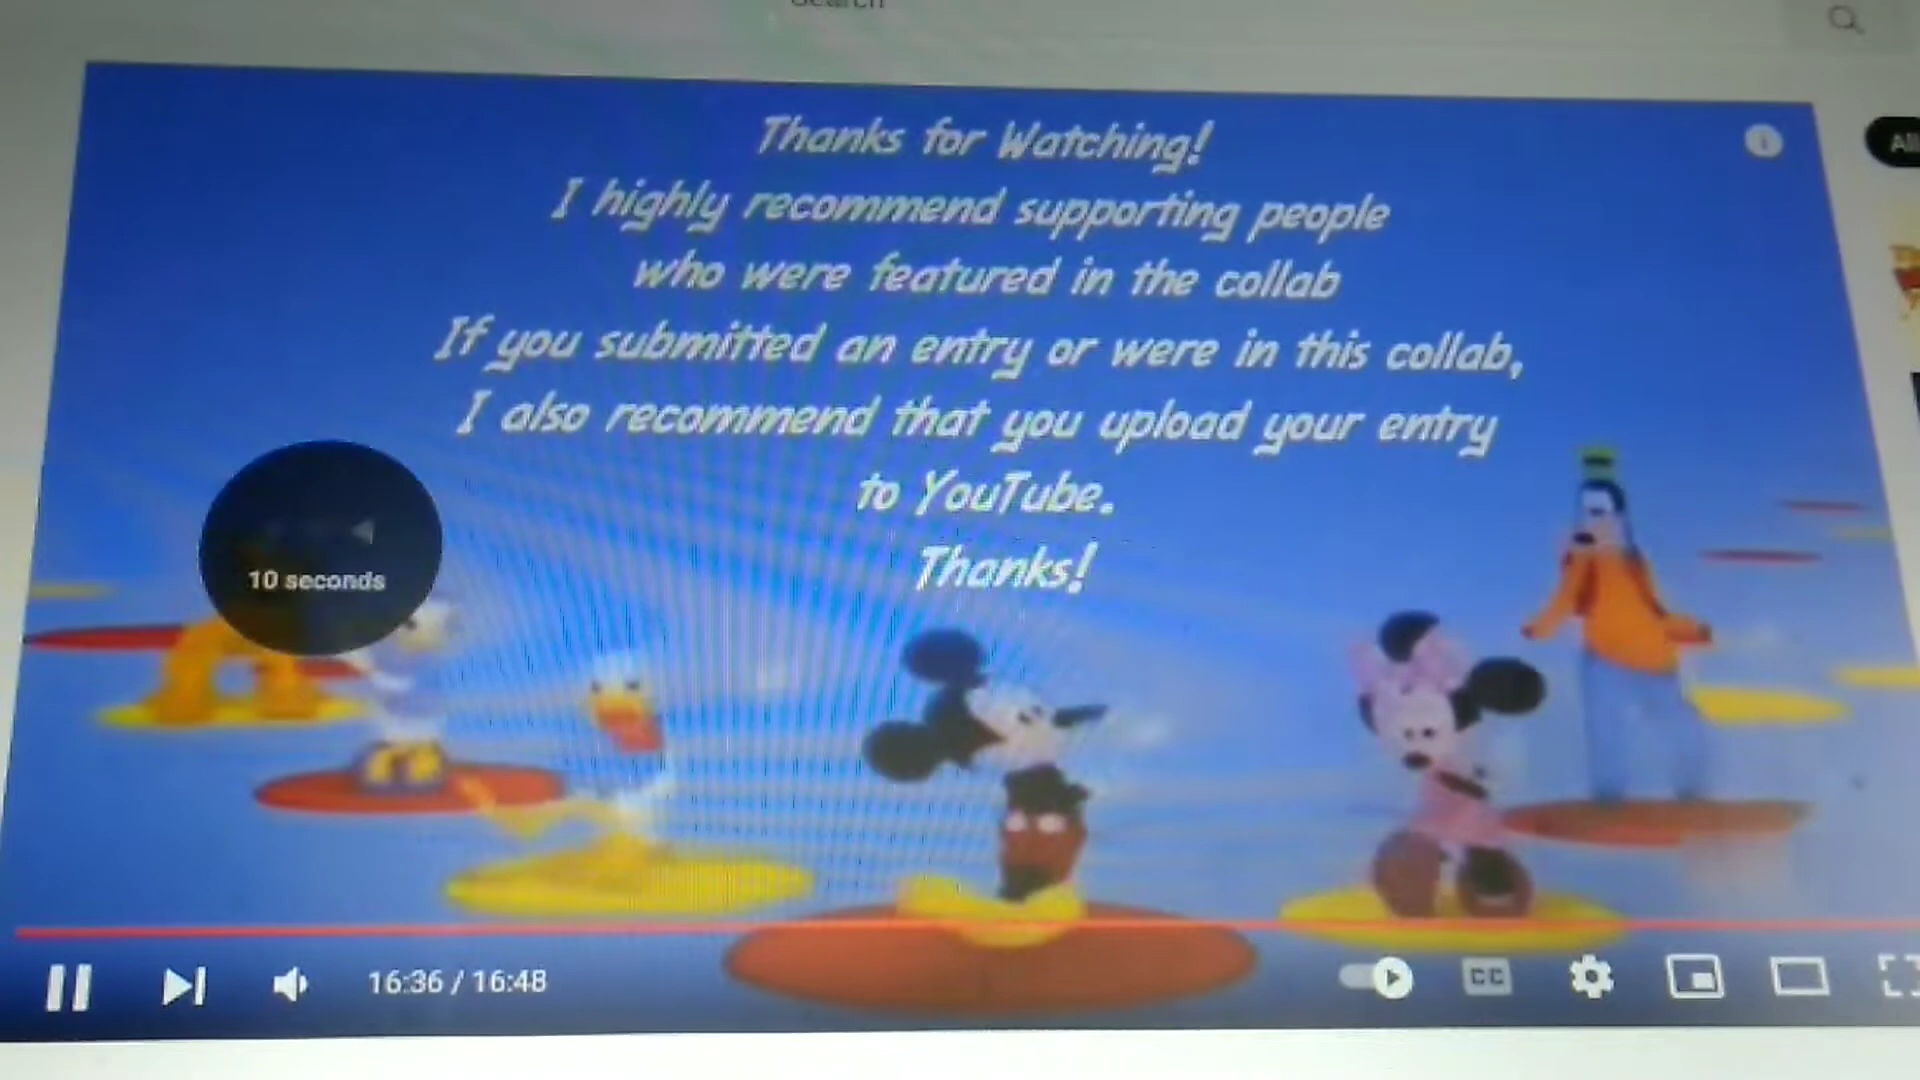 Search
Thanks for Watching!
I highly recommend supporting people
who were featured in the collab
If you submitted an entry or were in this collab,
I also recommend that you upload your entry
to YouTube.
Thanks!
10 seconds
16:36 / 16:48
CC
All